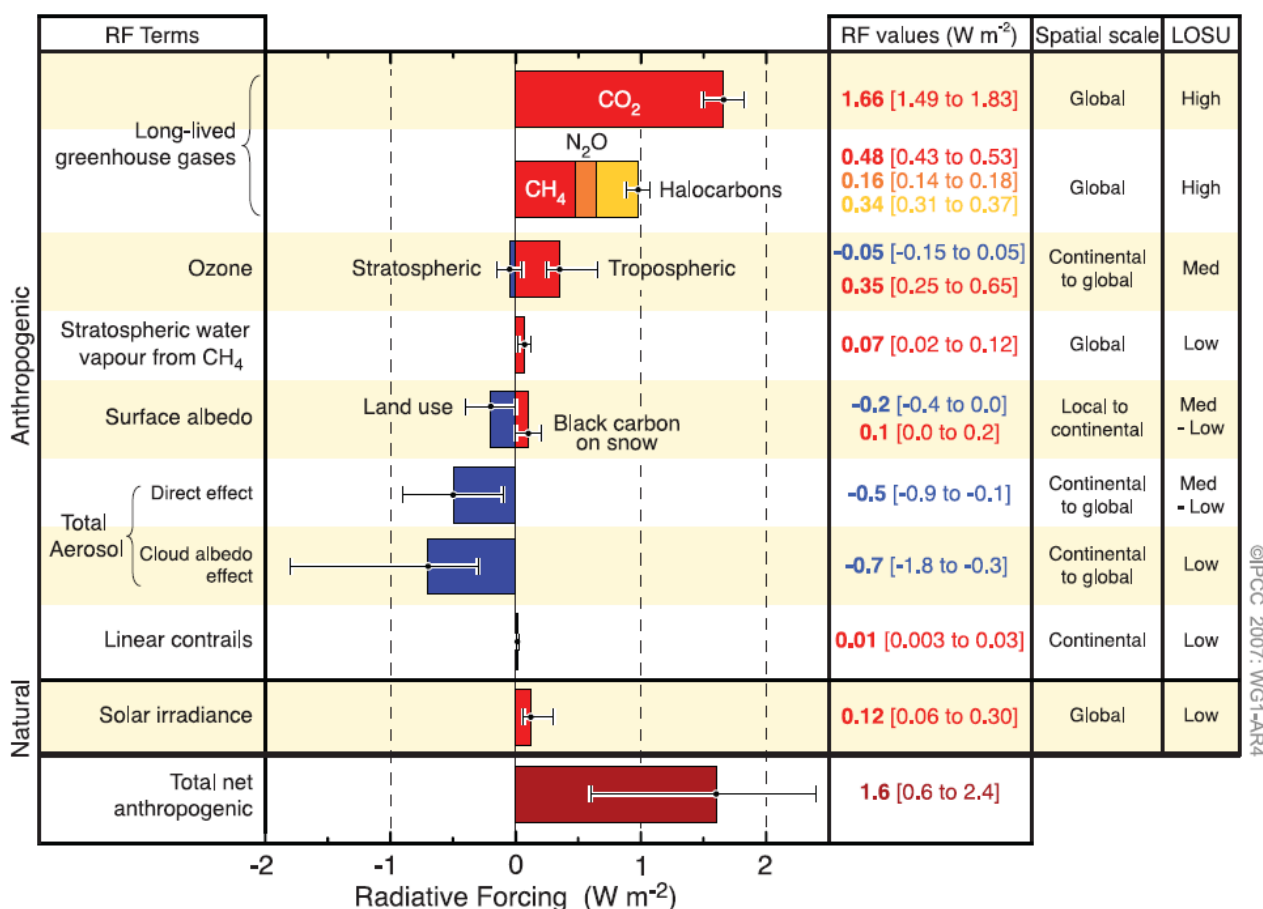 RF Terms
RF values (W m-2)
Spatial scale
LOSU
Anthropogenic
Long-lived
greenhouse gases
CO2
1.66 [1.49 to 1.83]
Global
High
N2O
CH4
Halocarbons
0.48 [0.43 to 0.53]
0.16 [0.14 to 0.18]
0.34 [0.31 to 0.37]
Global
High
Ozone
Stratospheric
Tropospheric
-0.05 [-0.15 to 0.05]
0.35 [0.25 to 0.65]
Continental
to global
Med
Stratospheric water
vapour from CH4
0.07 [0.02 to 0.12]
Global
Low
Surface albedo
Land use
Black carbon
on snow
-0.2 [-0.4 to 0.0]
0.1 [0.0 to 0.2]
Local to
continental
Med
- Low
Total
Aerosol
Direct effect
-0.5 [-0.9 to -0.1]
Continental
to global
Med
- Low
Cloud albedo
effect
-0.7 [-1.8 to -0.3]
Continental
to global
Low
Linear contrails
0.01 [0.003 to 0.03]
Continental
Low
Natural
Solar irradiance
0.12 [0.06 to 0.30]
Global
Low
Total net
anthropogenic
1.6 [0.6 to 2.4]
-2 -1 0 1 2
Radiative Forcing (W m-2)
©IPCC 2007: WG1-AR4